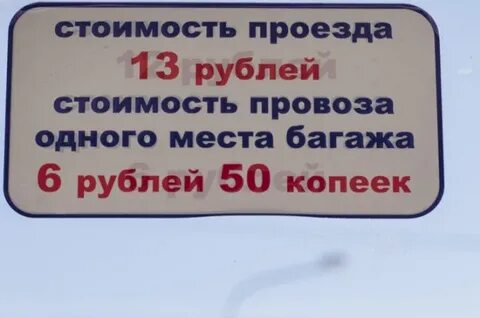 стоимость проезда
13 рублей
стоимость провоза
одного места багажа
6 рублей 50 копеек